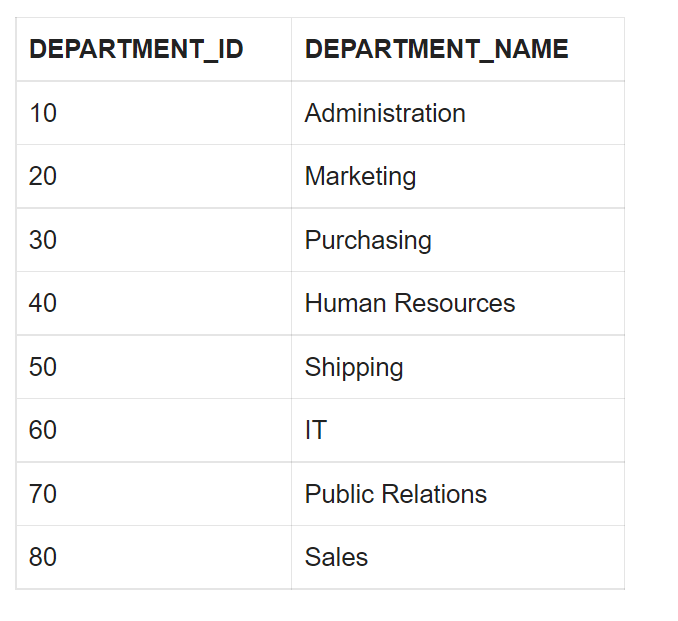 DEPARTMENT_ID DEPARTMENT_NAME
10 Administration
20 Marketing
30 Purchasing
40 Human Resources
50 Shipping
60 IT
70 Public Relations
80 Sales